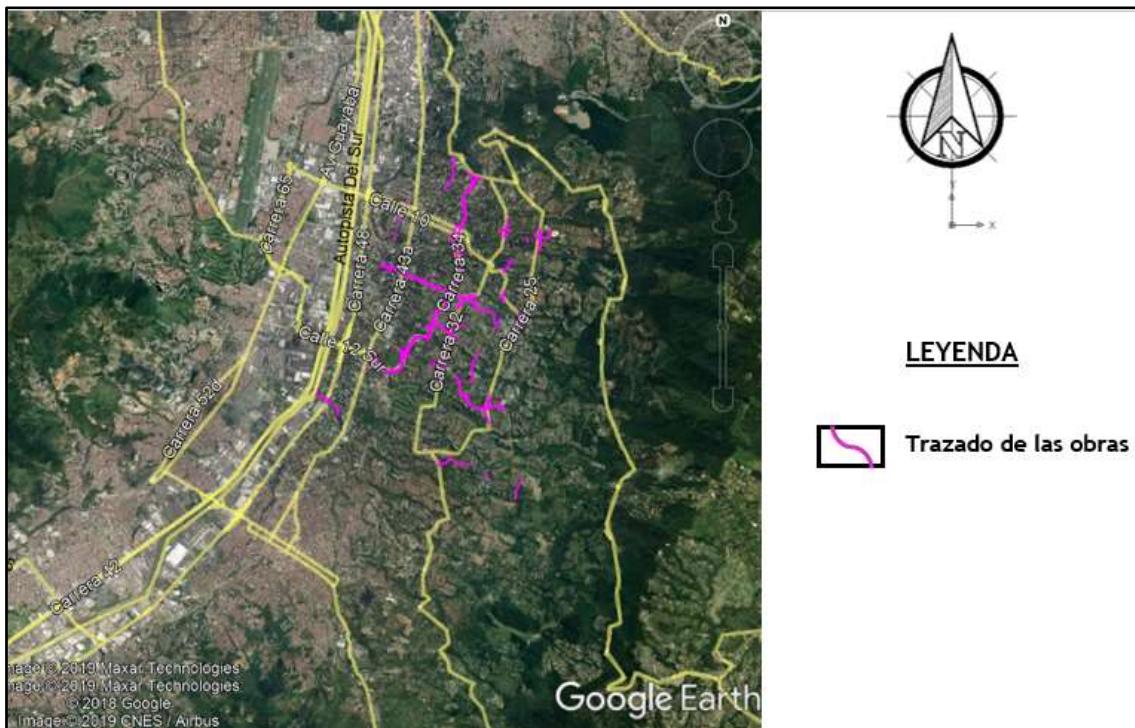 N
Av Guayabal
Autopista Del Sur
Carrera 65
Calle 10
Carrera 48
Carrera 43a
Carrera 34
Carrera 25
Carrera 32
Calle 12 Sur
Carrera 52d
Carrera 42
mage © 2019 Maxar Technologies
mage © 2019 Maxar Technologies
© 2018 Google
Image © 2019 CNES / Airbus
Google Earth
N
Y
X
LEYENDA
Trazado de las obras